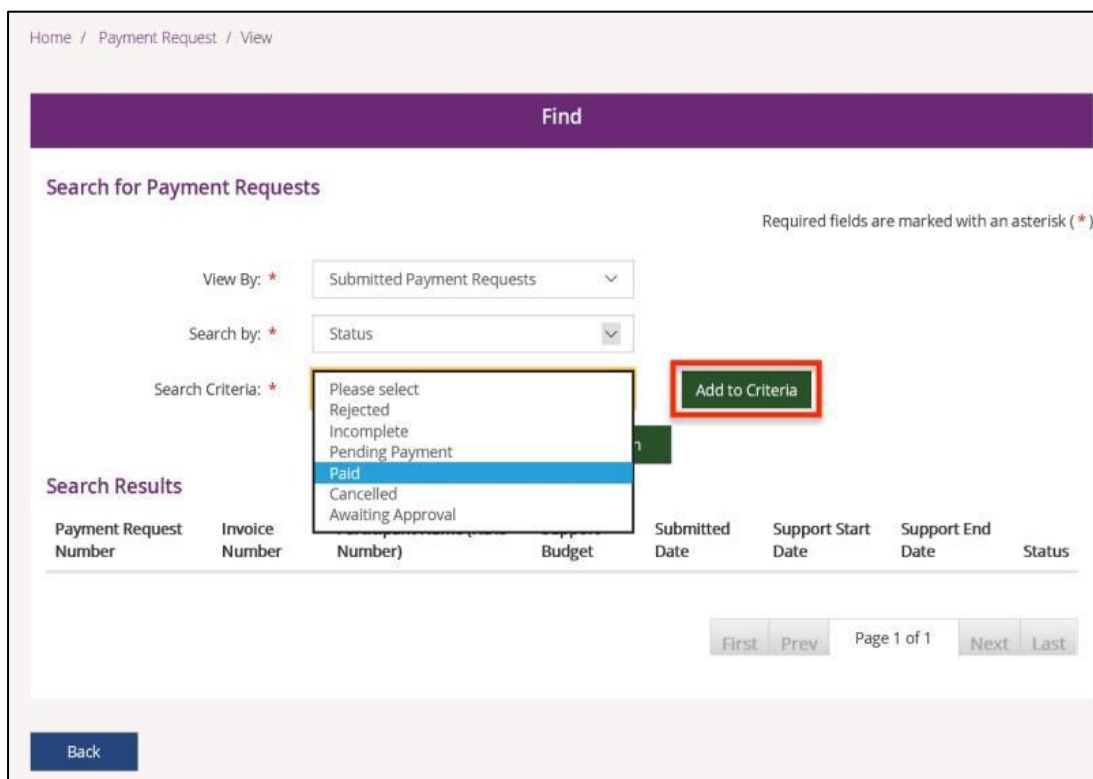 Home / Payment Request / View
Find
Search for Payment Requests
Required fields are marked with an asterisk (*)
View By: * Submitted Payment Requests
Search by: * Status
Search Criteria: * Please select
Add to Criteria
Rejected
Incomplete
Pending Payment
Paid
Cancelled
Awaiting Approval
Search Results
Payment Request Number
Invoice Number
Number)
Budget
Submitted Date
Support Start Date
Support End Date
Status
First Prev Page 1 of 1 Next Last
Back